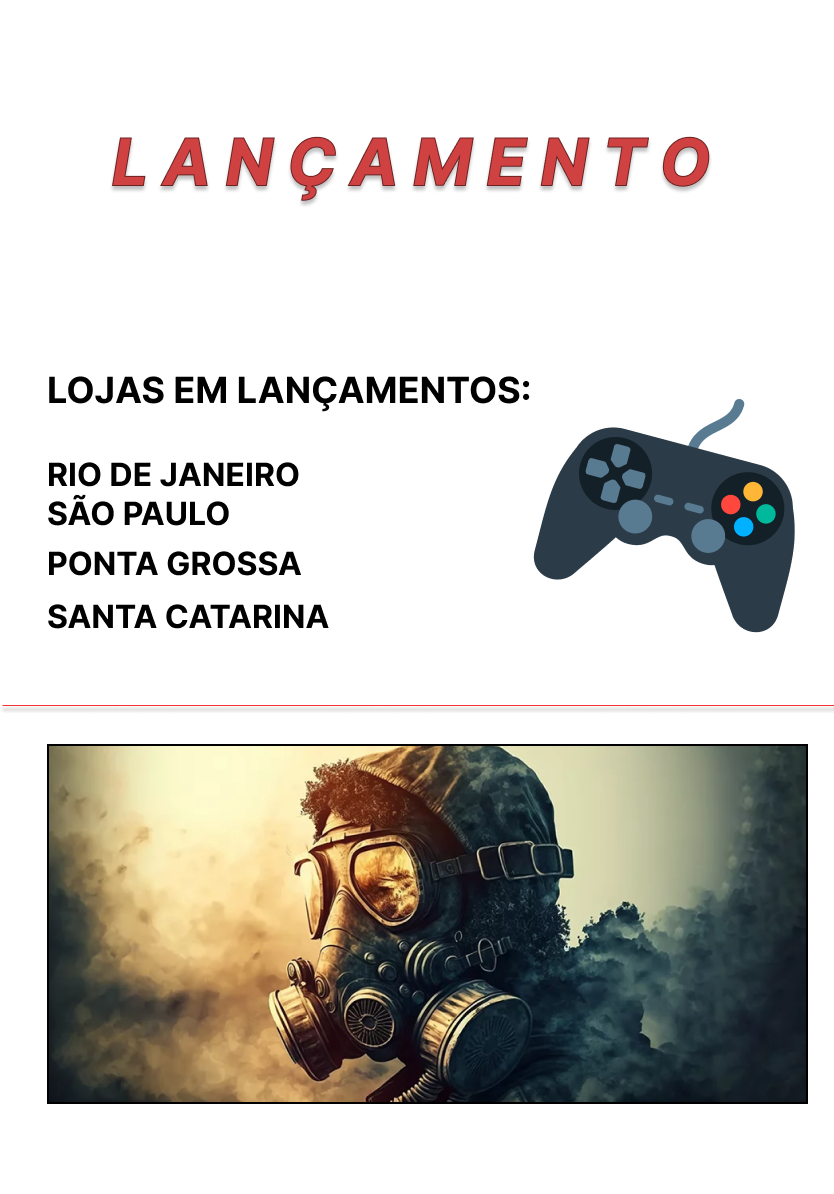 LANÇAMENTO
LOJAS EM LANÇAMENTOS:
RIO DE JANEIRO
SÃO PAULO
PONTA GROSSA
SANTA CATARINA